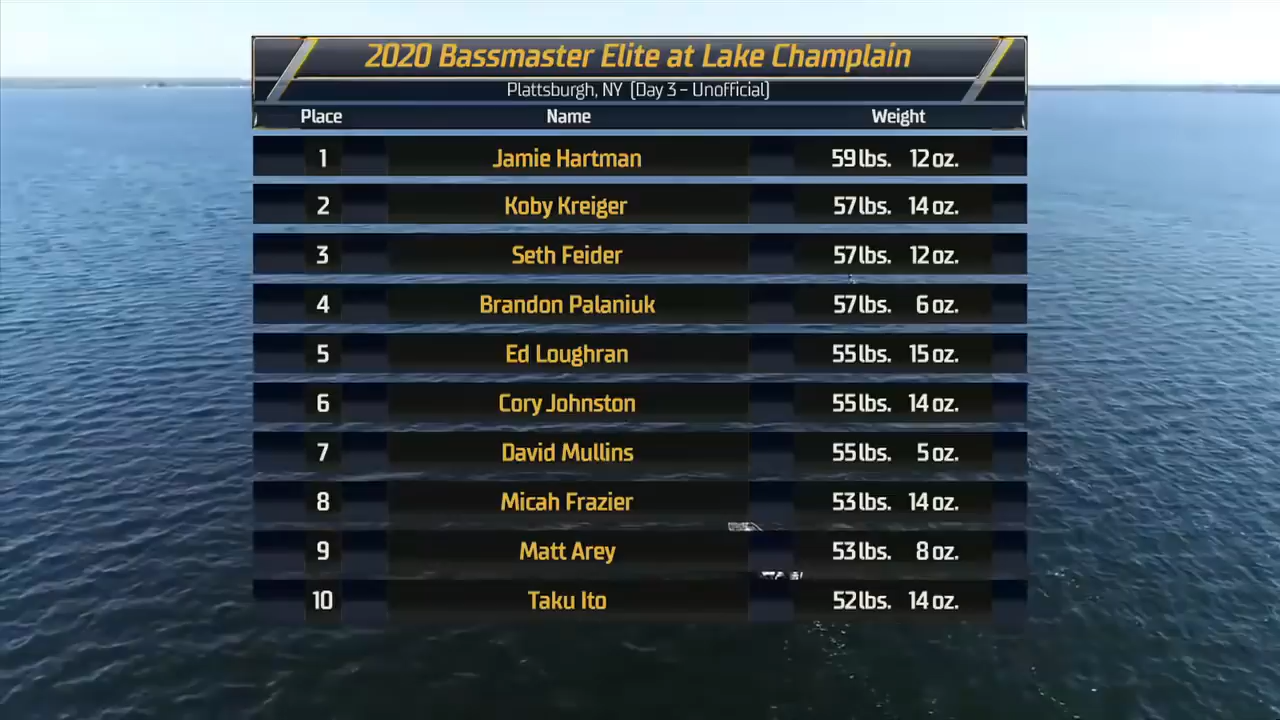 2020 Bassmaster Elite at Lake Champlain
Plattsburgh, NY (Day 3 - Unofficial)
Place Name Weight
1 Jamie Hartman 59 lbs. 12 oz.
2 Koby Kreiger 57 lbs. 14 oz.
3 Seth Feider 57 lbs. 12 oz.
4 Brandon Palaniuk 57 lbs. 6 oz.
5 Ed Loughran 55 lbs. 15 oz.
6 Cory Johnston 55 lbs. 14 oz.
7 David Mullins 55 lbs. 5 oz.
8 Micah Frazier 53 lbs. 14 oz.
9 Matt Arey 53 lbs. 8 oz.
10 Taku Ito 52 lbs. 14 oz.